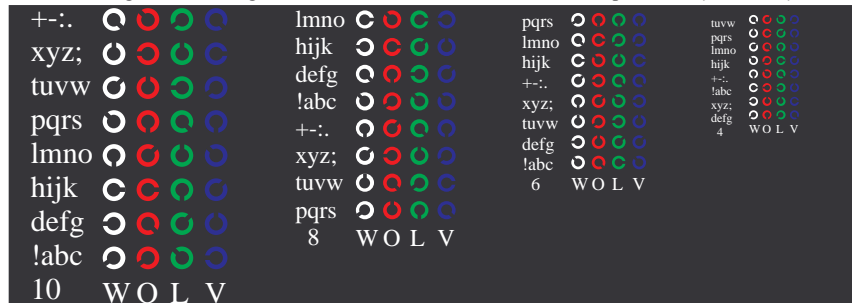 +-:.
xyz;
tuvw
pqrs
lmno
hijk
defg
!abc
10 W O L V
lmno
hijk
defg
!abc
+-:.
xyz;
tuvw
pqrs
8 W O L V
pqrs
lmno
hijk
+-:.
xyz;
tuvw
defg
!abc
6 W O L V
tuvw
pqrs
lmno
hijk
+-:.
!abc
xyz;
defg
4 W O L V